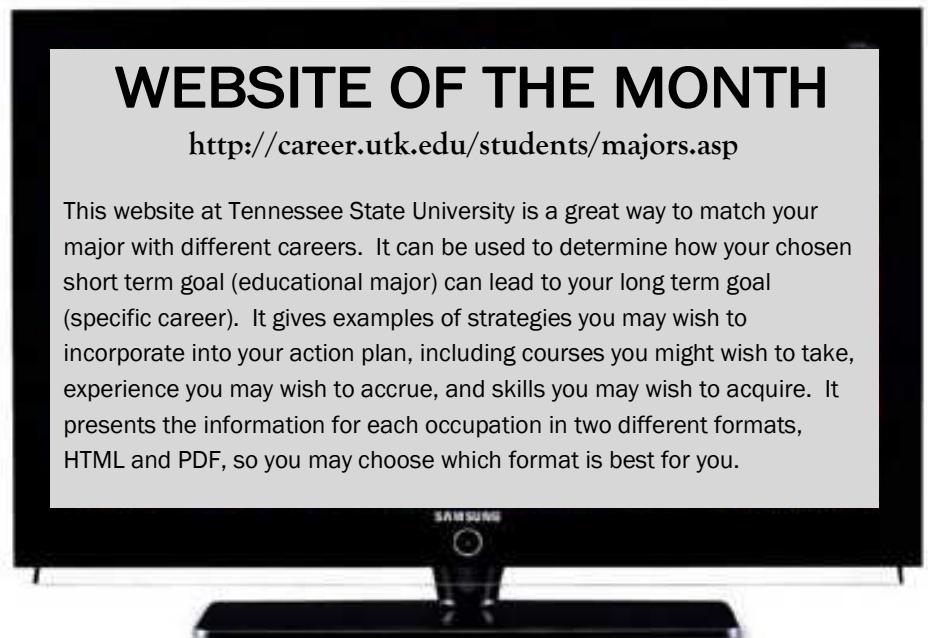 WEBSITE OF THE MONTH
http://career.utk.edu/students/majors.asp
This website at Tennessee State University is a great way to match your
major with different careers.  It can be used to determine how your chosen
short term goal (educational major) can lead to your long term goal
(specific career).  It gives examples of strategies you may wish to
incorporate into your action plan, including courses you might wish to take,
experience you may wish to accrue, and skills you may wish to acquire.  It
presents the information for each occupation in two different formats,
HTML and PDF, so you may choose which format is best for you.
SAMSUNG